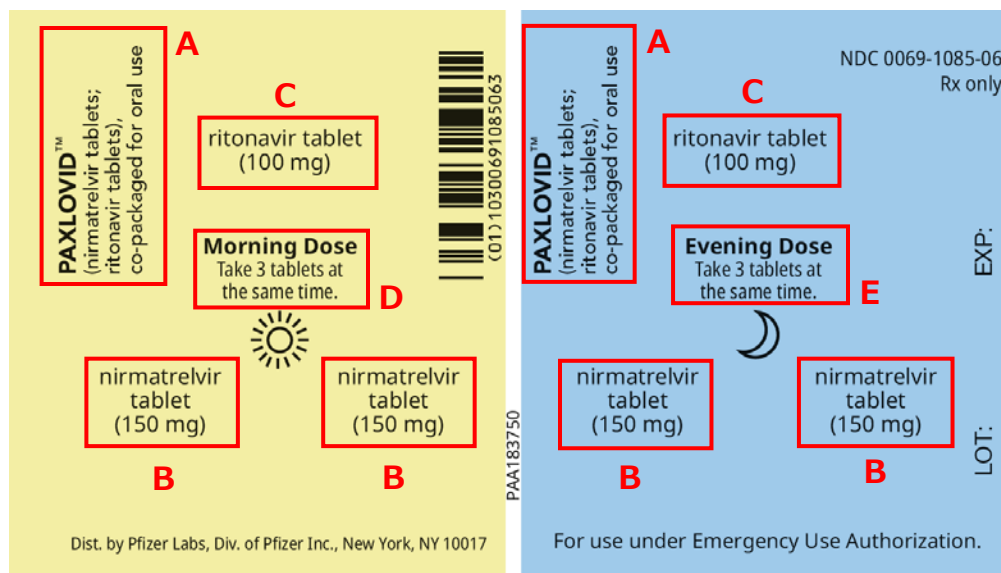 A
PAXLOVID™
(nirmatrelvir tablets;
ritonavir tablets),
co-packaged for oral use
C
ritonavir tablet
(100 mg)
(01)10300691085063
Morning Dose
Take 3 tablets at
the same time.
D
nirmatrelvir
tablet
(150 mg)
B
nirmatrelvir
tablet
(150 mg)
B
Dist. by Pfizer Labs, Div. of Pfizer Inc., New York, NY 10017
PAA183750
A
PAXLOVID™
(nirmatrelvir tablets;
ritonavir tablets),
co-packaged for oral use
NDC 0069-1085-06
Rx only
C
ritonavir tablet
(100 mg)
Evening Dose
Take 3 tablets at
the same time.
E
EXP:
nirmatrelvir
tablet
(150 mg)
B
nirmatrelvir
tablet
(150 mg)
B
LOT:
For use under Emergency Use Authorization.